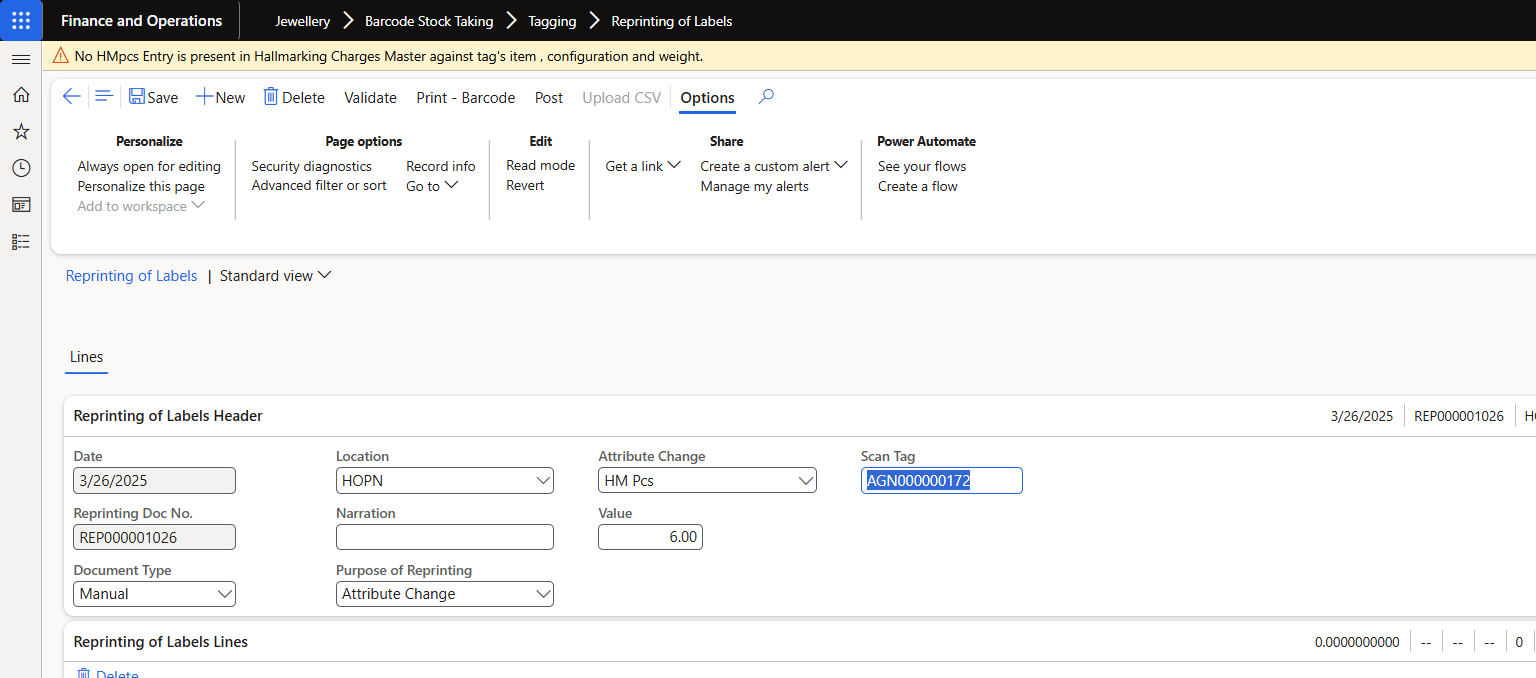 Finance and Operations Jewellery Barcode Stock Taking Tagging Reprinting of Labels
No HMpcs Entry is present in Hallmarking Charges Master against tag's item , configuration and weight.
Save New Delete Validate Print - Barcode Post Upload CSV Options
Personalize
Always open for editing
Personalize this page
Add to workspace
Page options
Security diagnostics Record info
Advanced filter or sort Go to
Edit
Read mode
Revert
Share
Get a link Create a custom alert
Manage my alerts
Power Automate
See your flows
Create a flow
Reprinting of Labels | Standard view
Lines
Reprinting of Labels Header 3/26/2025 REP000001026
Date Location Attribute Change Scan Tag
3/26/2025 HOPN HM Pcs AGN000000172
Reprinting Doc No. Narration Value
REP000001026 6.00
Document Type Purpose of Reprinting
Manual Attribute Change
Reprinting of Labels Lines 0.0000000000 -- -- -- 0
Delete